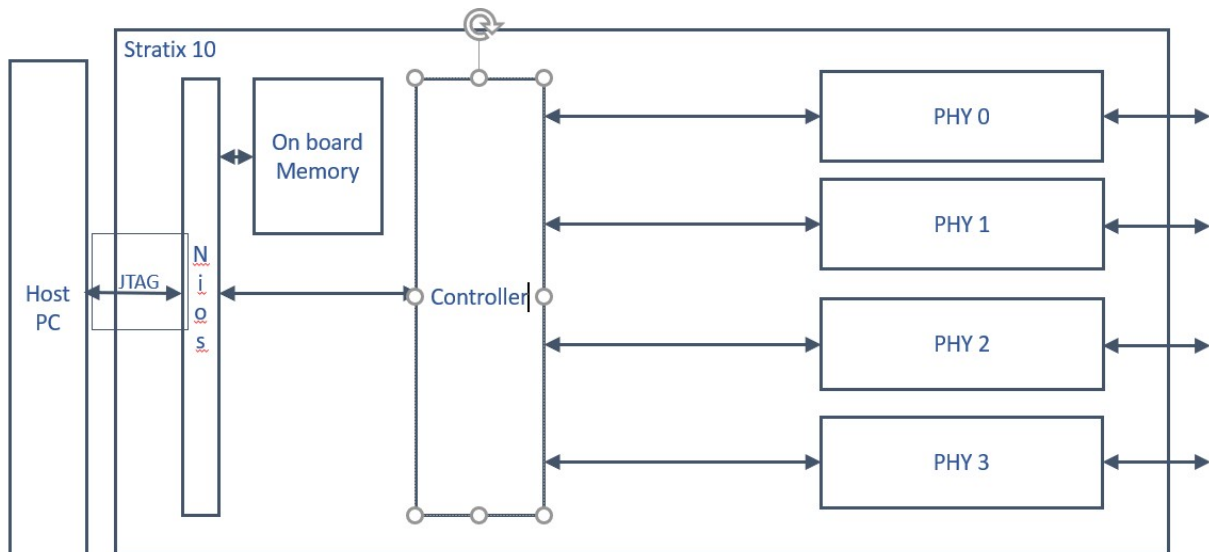 Stratix 10
Host
PC
JTAG
N
i
o
s
On board
Memory
Controller
PHY 0
PHY 1
PHY 2
PHY 3